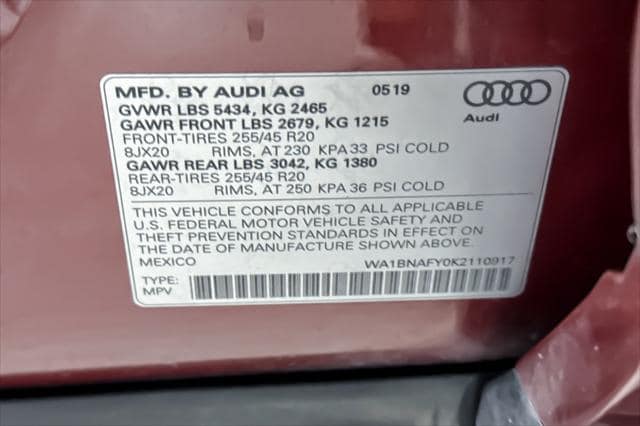 MFD. BY AUDI AG 0519
GVWR LBS 5434, KG 2465
GAWR FRONT LBS 2679, KG 1215
FRONT-TIRES 255/45 R20
8JX20 RIMS, AT 230 KPA 33 PSI COLD
GAWR REAR LBS 3042, KG 1380
REAR-TIRES 255/45 R20
8JX20 RIMS, AT 250 KPA 36 PSI COLD
Audi
THIS VEHICLE CONFORMS TO ALL APPLICABLE
U.S. FEDERAL MOTOR VEHICLE SAFETY AND
THEFT PREVENTION STANDARDS IN EFFECT ON
THE DATE OF MANUFACTURE SHOWN ABOVE.
MEXICO WA1BNAFY0K2110917
TYPE:
MPV